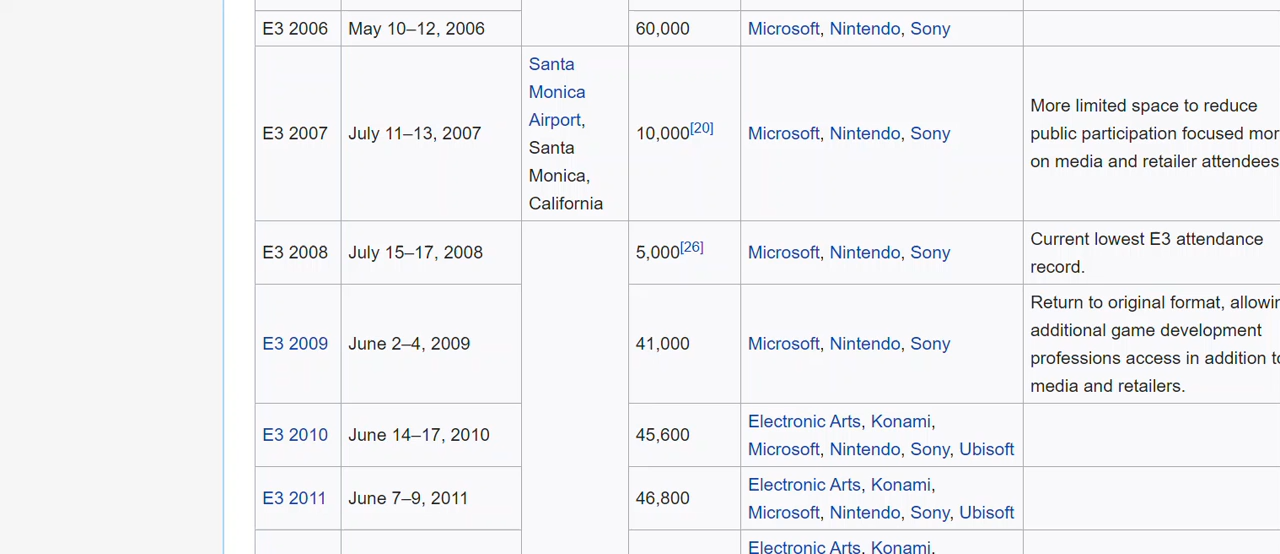 E3 2006 May 10–12, 2006 60,000 Microsoft, Nintendo, Sony
Santa
Monica
Airport,
Santa
Monica,
California
E3 2007 July 11–13, 2007 10,000[20] Microsoft, Nintendo, Sony
More limited space to reduce
public participation focused mor
on media and retailer attendees
E3 2008 July 15–17, 2008 5,000[26] Microsoft, Nintendo, Sony
Current lowest E3 attendance
record.
E3 2009 June 2–4, 2009 41,000 Microsoft, Nintendo, Sony
Return to original format, allowin
additional game development
professions access in addition to
media and retailers.
E3 2010 June 14–17, 2010 45,600
Electronic Arts, Konami,
Microsoft, Nintendo, Sony, Ubisoft
E3 2011 June 7–9, 2011 46,800
Electronic Arts, Konami,
Microsoft, Nintendo, Sony, Ubisoft
Electronic Arts, Konami,